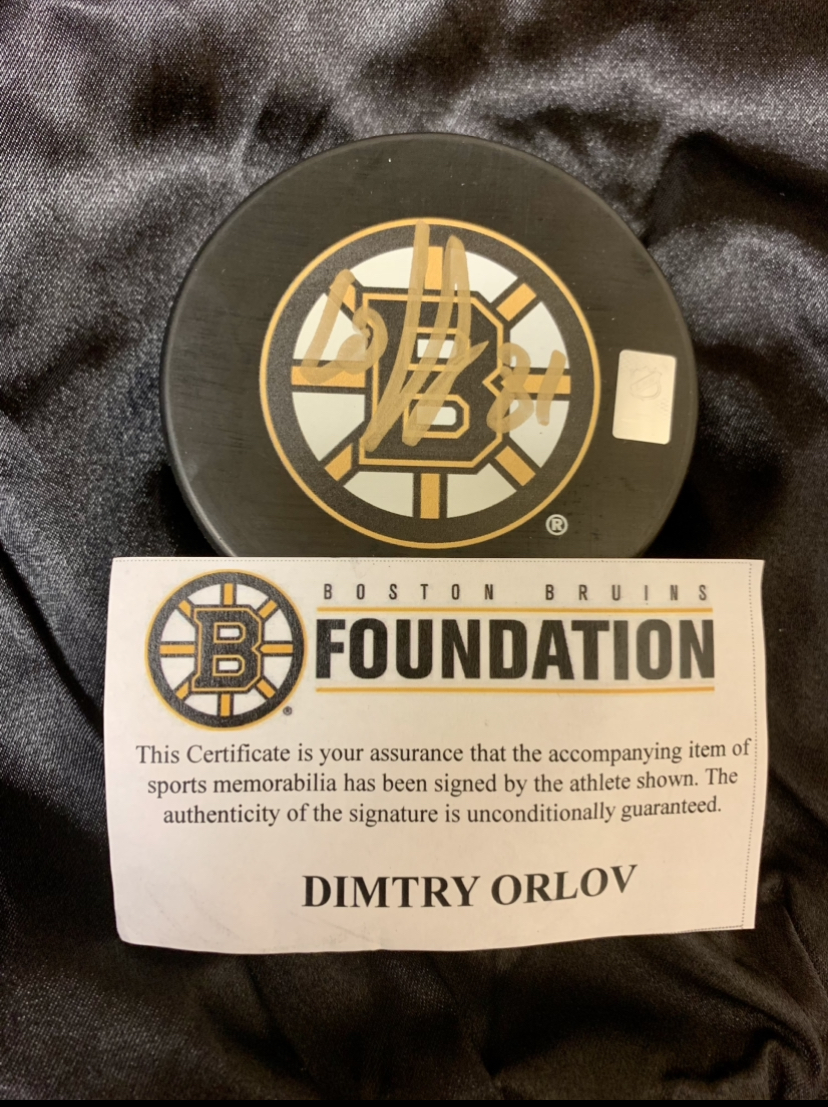 B
81
®
B
BOSTON BRUINS
FOUNDATION
®
This Certificate is your assurance that the accompanying item of
sports memorabilia has been signed by the athlete shown. The
authenticity of the signature is unconditionally guaranteed.
DIMTRY ORLOV